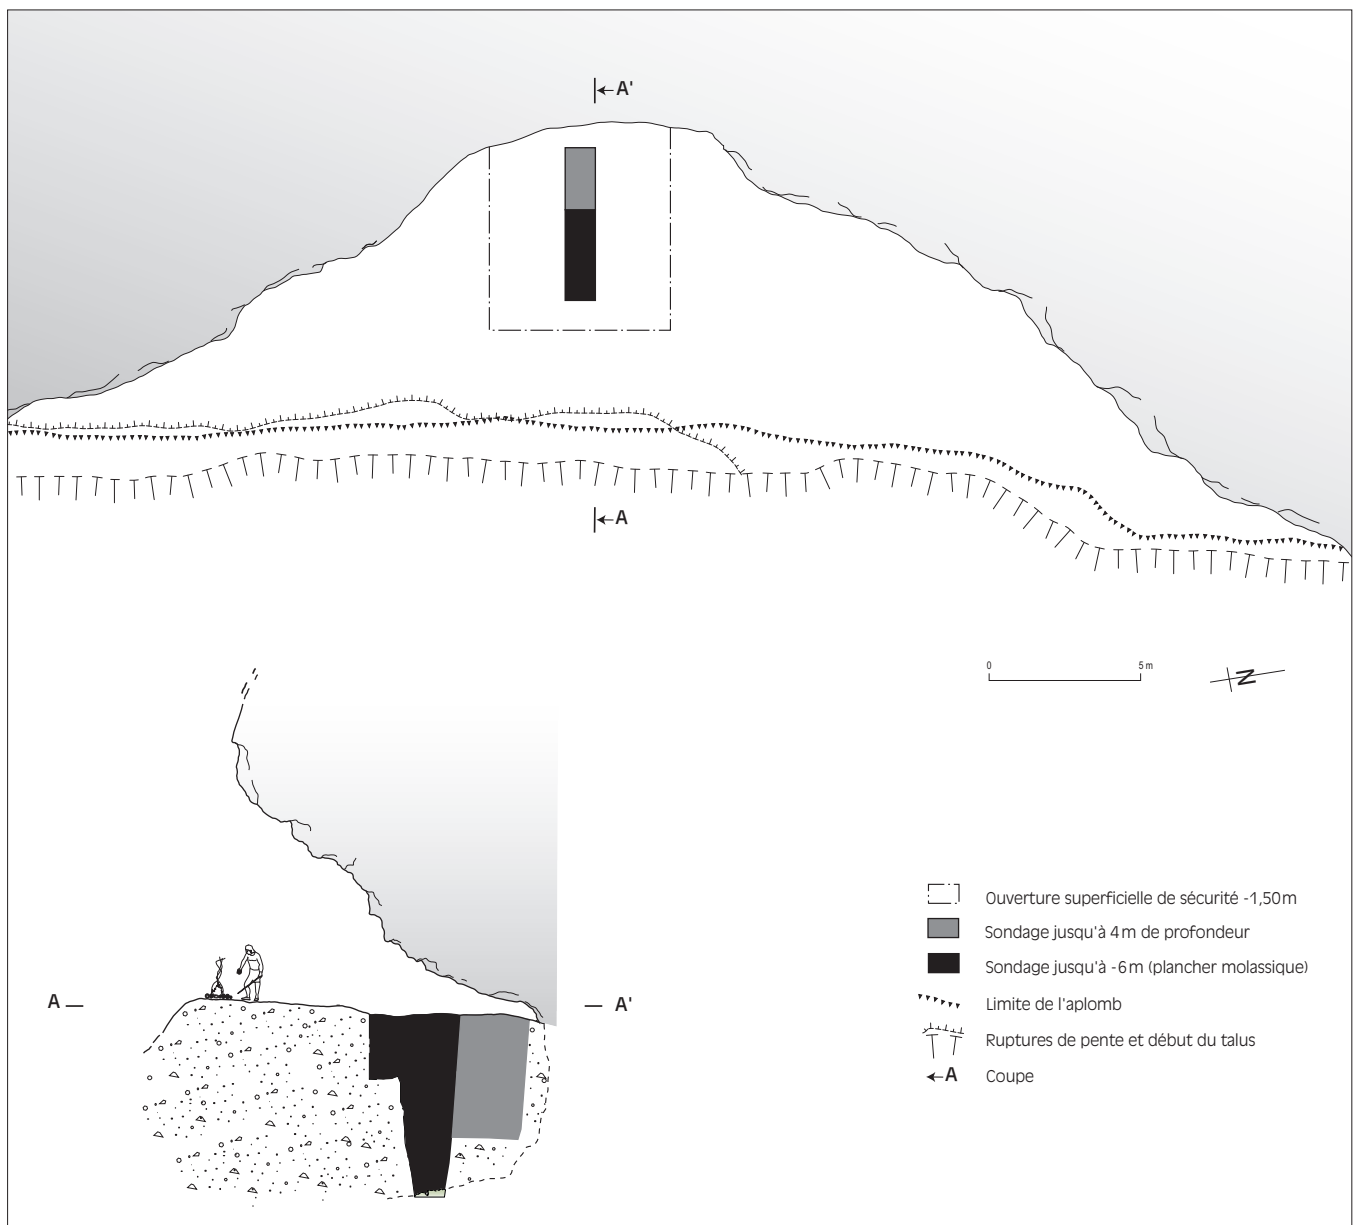 A'
A
0 5 m
N
A A'
Ouverture superficielle de sécurité -1,50 m
Sondage jusqu'à 4 m de profondeur
Sondage jusqu'à -6 m (plancher molassique)
Limite de l'aplomb
Ruptures de pente et début du talus
A Coupe